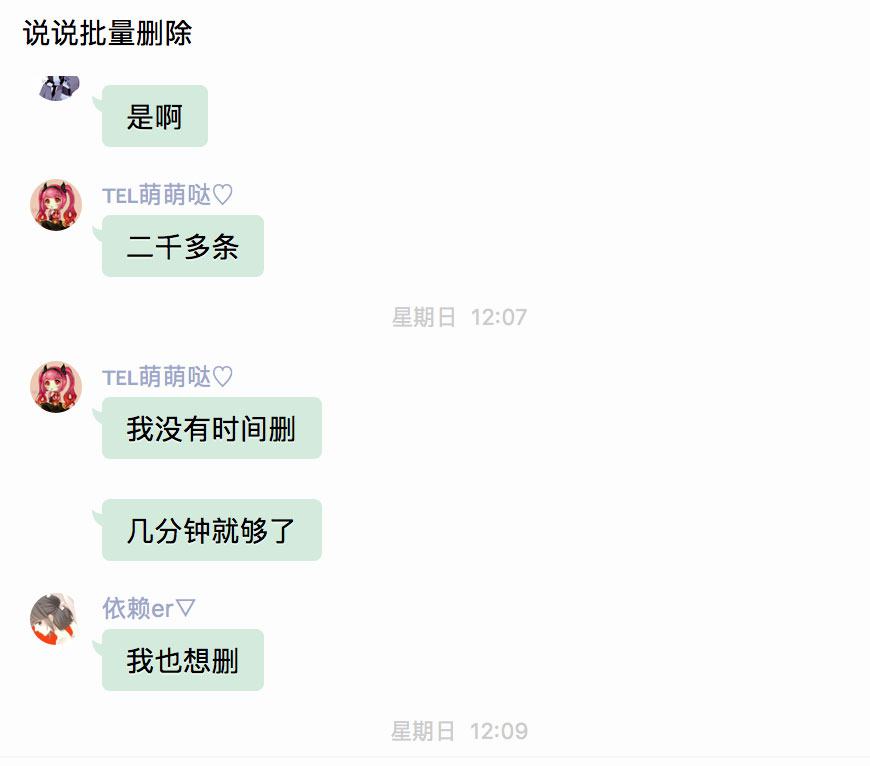 说说批量删除
是啊
TEL萌萌哒♡
二千多条
星期日 12:07
TEL萌萌哒♡
我没有时间删
几分钟就够了
依赖er▽
我也想删
星期日 12:09